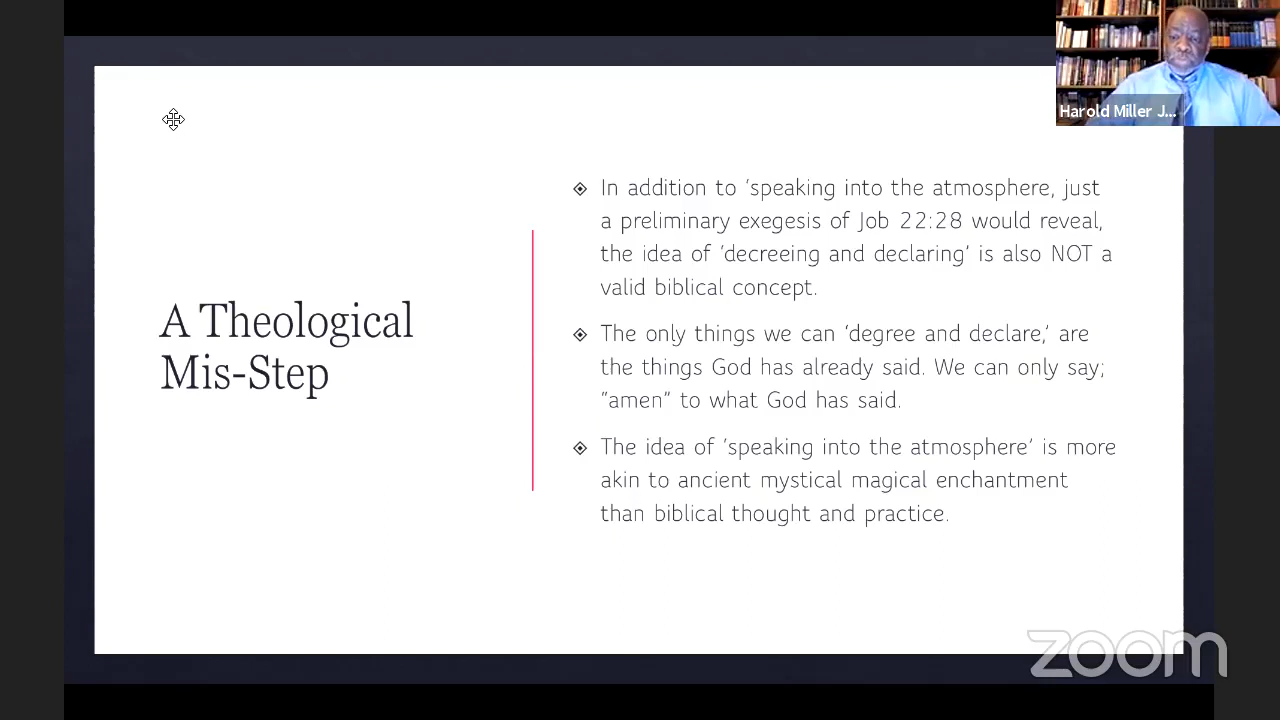 Harold Miller J...
A Theological
Mis-Step
In addition to ‘speaking into the atmosphere, just
a preliminary exegesis of Job 22:28 would reveal,
the idea of ‘decreeing and declaring’ is also NOT a
valid biblical concept.
The only things we can ‘degree and declare,’ are
the things God has already said. We can only say;
”amen” to what God has said.
The idea of ‘speaking into the atmosphere’ is more
akin to ancient mystical magical enchantment
than biblical thought and practice.
zoom